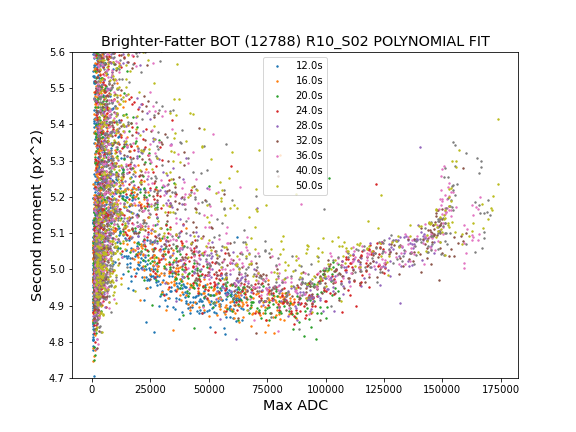 Brighter-Fatter BOT (12788) R10_S02 POLYNOMIAL FIT
5.6
5.5
5.4
5.3
5.2
5.1
5.0
4.9
4.8
4.7
Second moment (px^2)
12.0s
16.0s
20.0s
24.0s
28.0s
32.0s
36.0s
40.0s
50.0s
0 25000 50000 75000 100000 125000 150000 175000
Max ADC